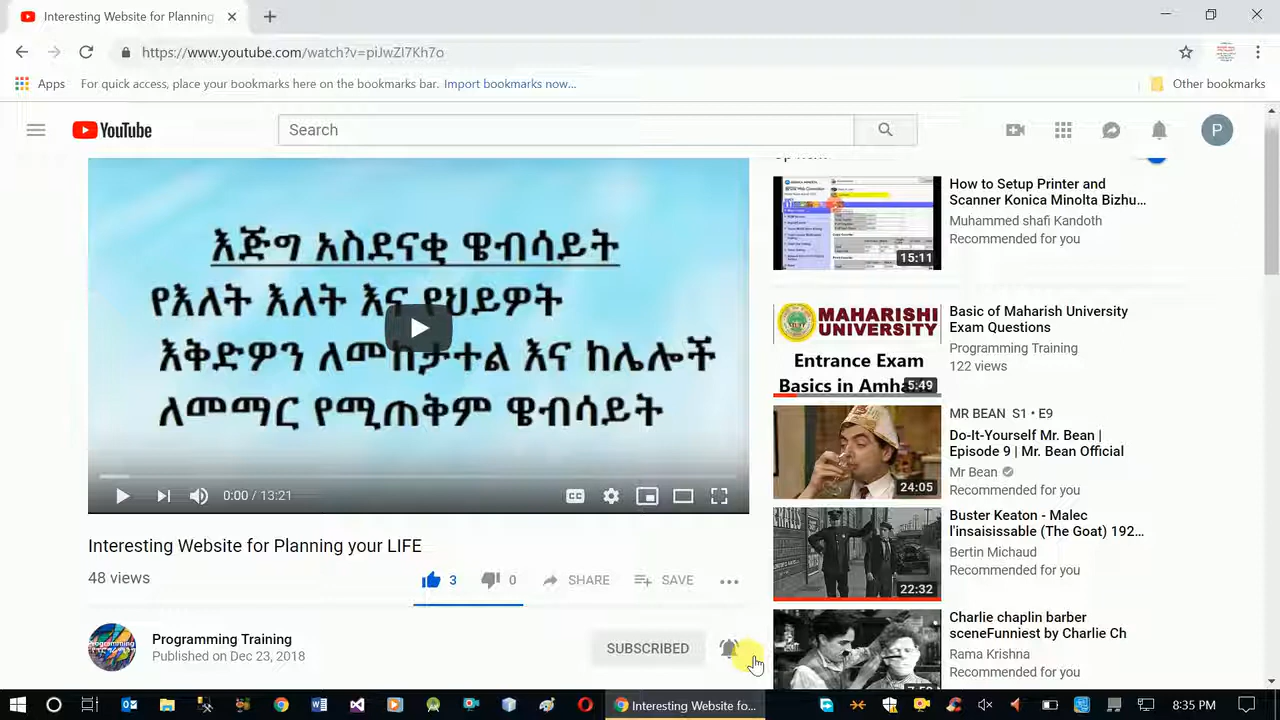 Interesting Website for Planning
https://www.youtube.com/watch?v=piJwZI7Kh7o
Apps
For quick access, place your bookmarks here on the bookmarks bar. Import bookmarks now...
Other bookmarks
YouTube
Search
P
እጅግ አስደናቂ ዌብሳይት
የእለት እለት እና የህይዎት
እቅድዎን ለመከታተል እና ከሌሎች
ለመማር የሚጠቅም ዌብሳይት
0:00 / 13:21
Interesting Website for Planning your LIFE
48 views
3
0
SHARE
SAVE
Programming Training
Published on Dec 23, 2018
SUBSCRIBED
How to Setup Printer and
Scanner Konica Minolta Bizhu...
Muhammed shafi Kandoth
Recommended for you
15:11
MAHARISHI
UNIVERSITY
Entrance Exam
Basics in Amha
5:49
Basic of Maharish University
Exam Questions
Programming Training
122 views
MR BEAN S1 • E9
Do-It-Yourself Mr. Bean |
Episode 9 | Mr. Bean Official
Mr Bean
Recommended for you
24:05
Buster Keaton - Malec
l'insaisissable (The Goat) 192...
Bertin Michaud
Recommended for you
22:32
Charlie chaplin barber
sceneFunniest by Charlie Ch
Rama Krishna
Recommended for you
Interesting Website fo...
8:35 PM